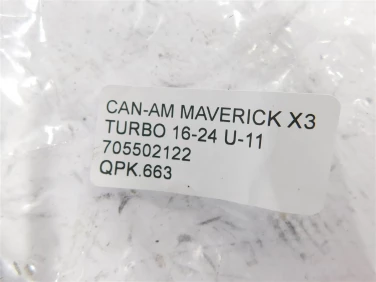 CAN-AM MAVERICK X3
TURBO 16-24 U-11
705502122
QPK.663